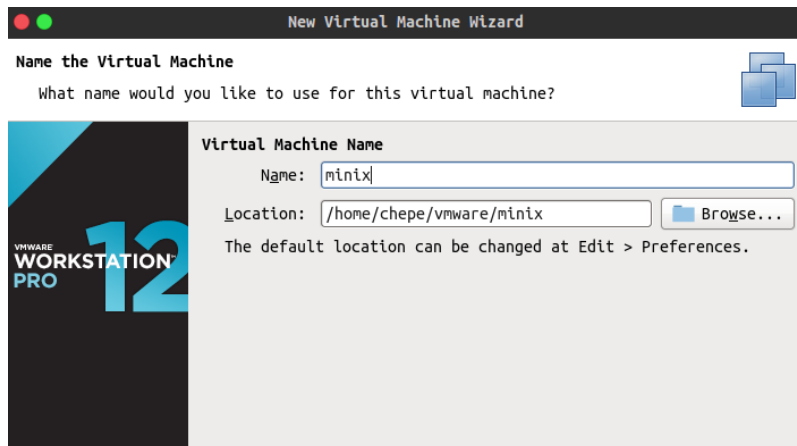 New Virtual Machine Wizard
Name the Virtual Machine
What name would you like to use for this virtual machine?
Virtual Machine Name
Name: minix
Location: /home/chepe/vmware/minix Browse...
The default location can be changed at Edit > Preferences.
VMWARE
WORKSTATION™
PRO 12